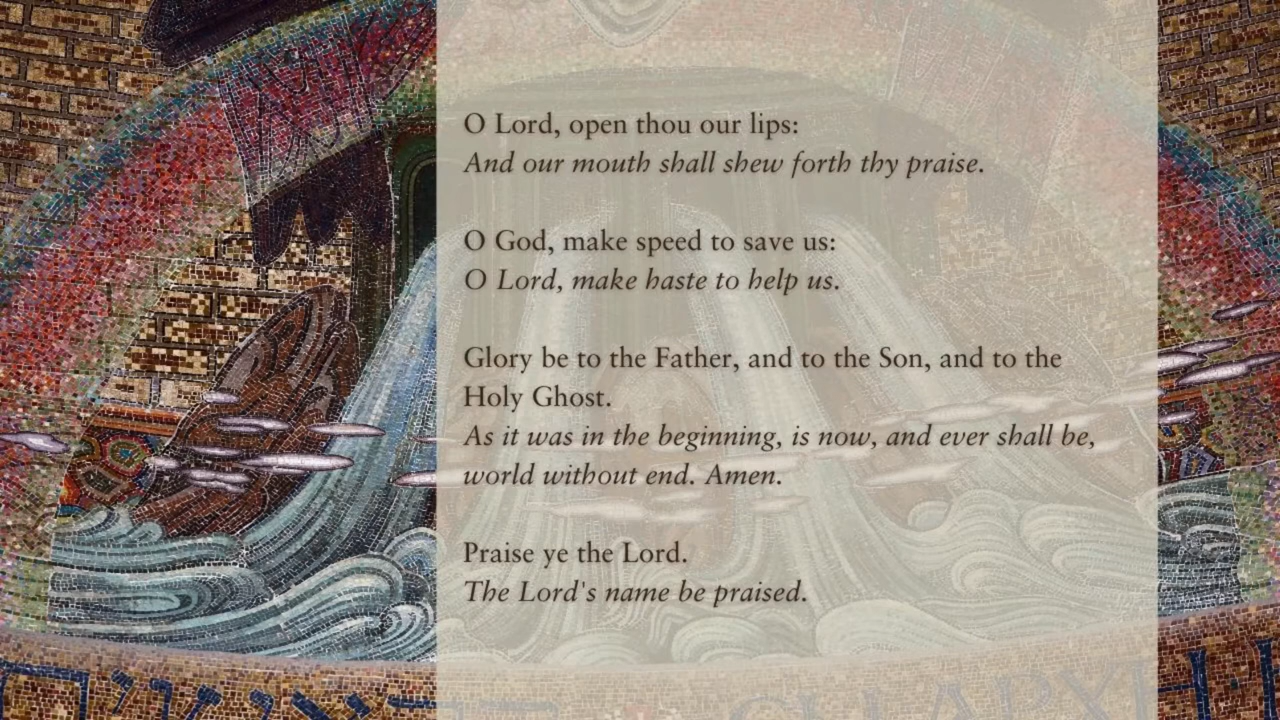 O Lord, open thou our lips:
And our mouth shall shew forth thy praise.
O God, make speed to save us:
O Lord, make haste to help us.
Glory be to the Father, and to the Son, and to the
Holy Ghost.
As it was in the beginning, is now, and ever shall be,
world without end. Amen.
Praise ye the Lord.
The Lord's name be praised.